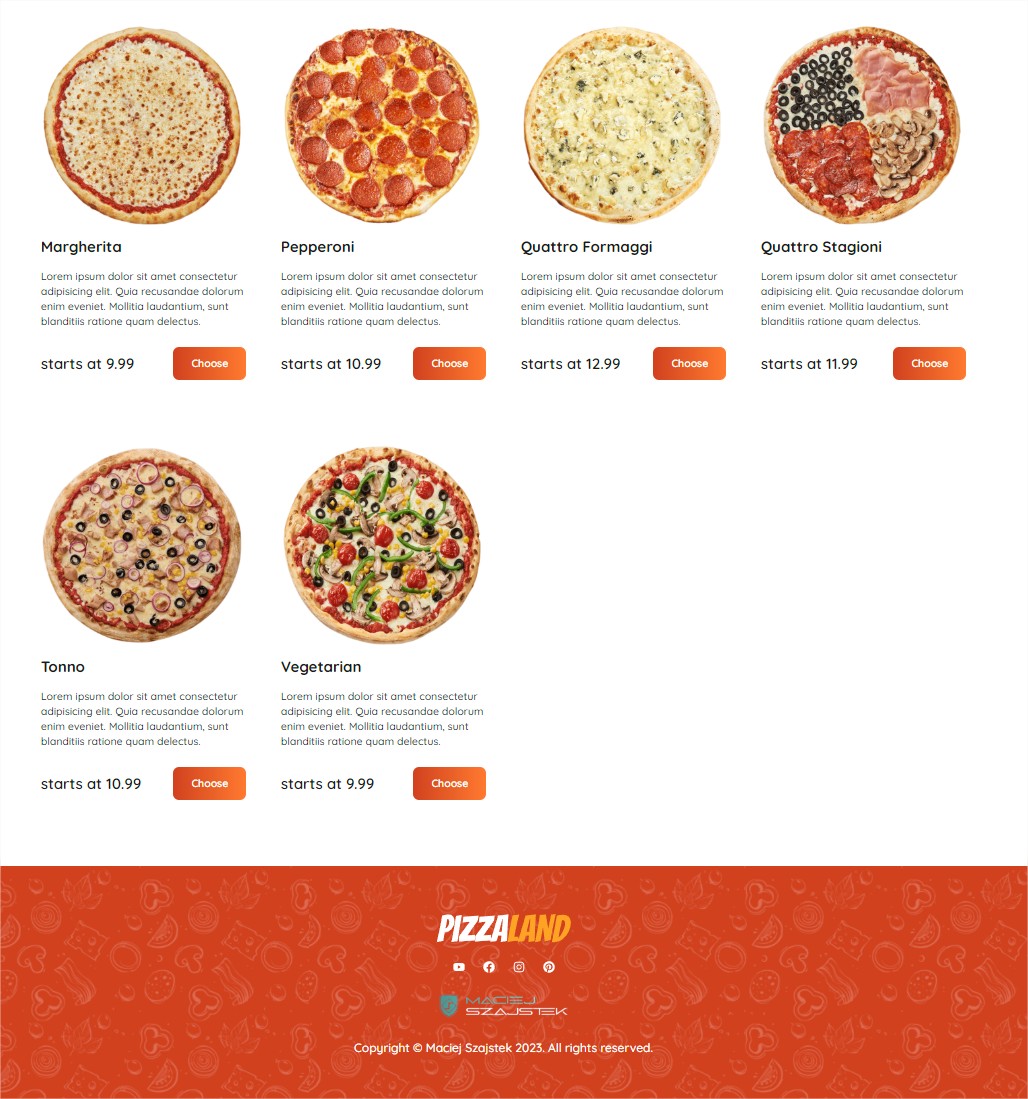 Margherita
Lorem ipsum dolor sit amet consectetur
adipisicing elit. Quia recusandae dolorum
enim eveniet. Mollitia laudantium, sunt
blanditiis ratione quam delectus.
starts at 9.99
Choose
Pepperoni
Lorem ipsum dolor sit amet consectetur
adipisicing elit. Quia recusandae dolorum
enim eveniet. Mollitia laudantium, sunt
blanditiis ratione quam delectus.
starts at 10.99
Choose
Quattro Formaggi
Lorem ipsum dolor sit amet consectetur
adipisicing elit. Quia recusandae dolorum
enim eveniet. Mollitia laudantium, sunt
blanditiis ratione quam delectus.
starts at 12.99
Choose
Quattro Stagioni
Lorem ipsum dolor sit amet consectetur
adipisicing elit. Quia recusandae dolorum
enim eveniet. Mollitia laudantium, sunt
blanditiis ratione quam delectus.
starts at 11.99
Choose
Tonno
Lorem ipsum dolor sit amet consectetur
adipisicing elit. Quia recusandae dolorum
enim eveniet. Mollitia laudantium, sunt
blanditiis ratione quam delectus.
starts at 10.99
Choose
Vegetarian
Lorem ipsum dolor sit amet consectetur
adipisicing elit. Quia recusandae dolorum
enim eveniet. Mollitia laudantium, sunt
blanditiis ratione quam delectus.
starts at 9.99
Choose
PIZZALAND
MACIEJ
SZAJSTEK
Copyright © Maciej Szajstek 2023. All rights reserved.